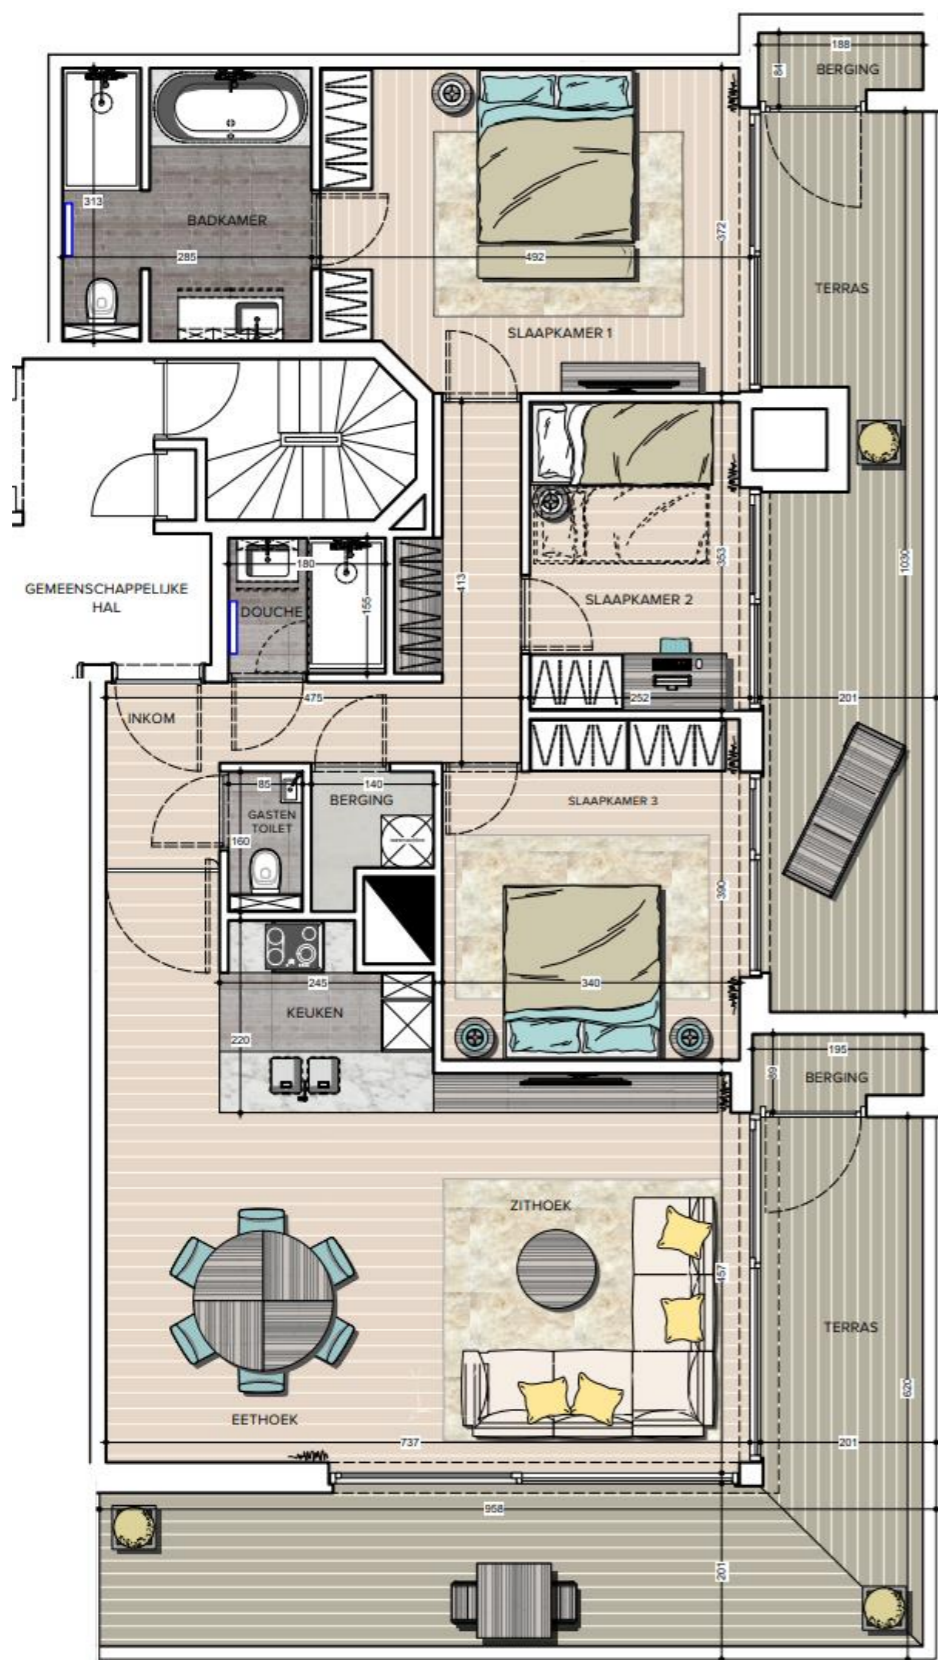 188
84
BERGING
313
BADKAMER
285
492
372
TERRAS
SLAAPKAMER 1
353
1030
180
155
413
GEMEENSCHAPPELIJKE
HAL
DOUCHE
SLAAPKAMER 2
475
252
201
INKOM
85
140
BERGING
SLAAPKAMER 3
GASTEN
TOILET
160
390
245
340
KEUKEN
220
195
89
BERGING
ZITHOEK
457
TERRAS
620
EETHOEK
737
201
958
201